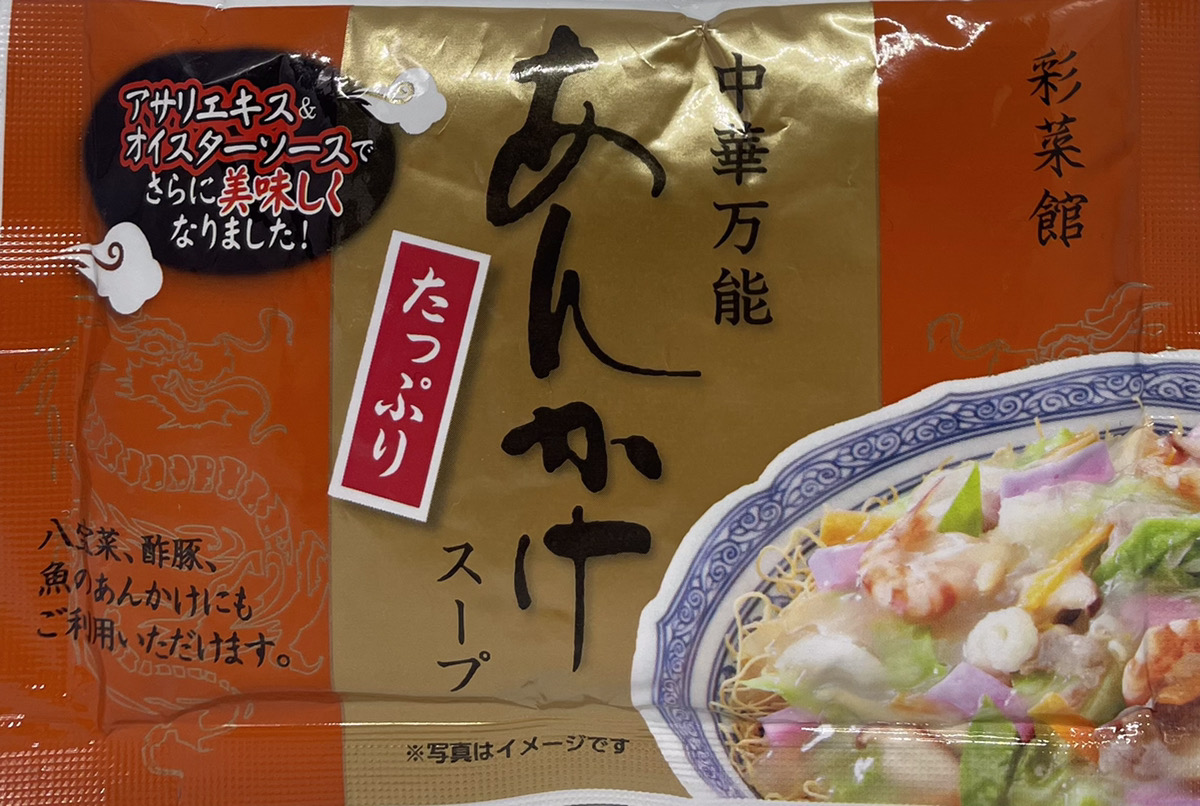 彩菜館
中華万能
あんかけ
スープ
たっぷり
アサリエキス&
オイスターソースで
さらに美味しく
なりました!
八宝菜、酢豚、
魚のあんかけにも
ご利用いただけます。
※写真はイメージです